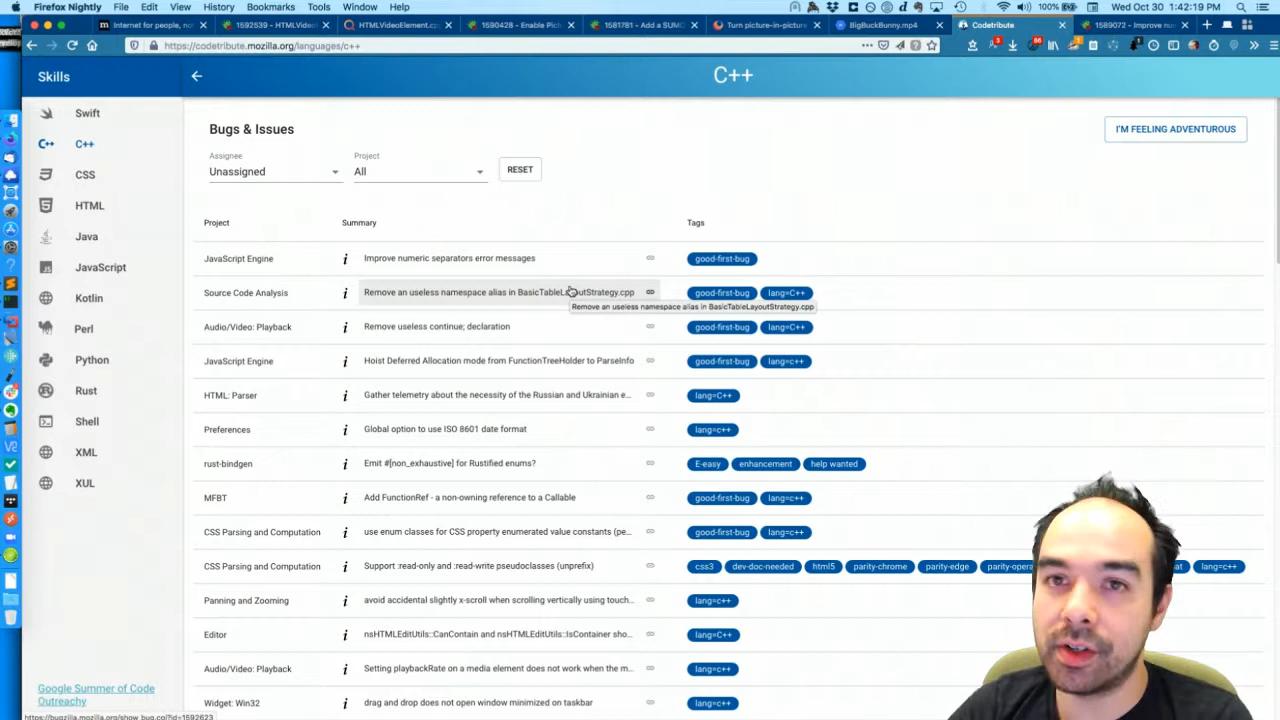 Firefox Nightly File Edit View History Bookmarks Tools Window Help 100% Wed Oct 30 1:42:19 PM
Internet for people, no 1592539 - HTMLVide HTMLVideoElement.cp 1590428 - Enable Pic 1581781 - Add a SUM Turn picture-in-picture BigBuckBunny.mp4 Codetribute 1589072 - Improve nu
https://codetribute.mozilla.org/languages/c++
Skills
C++
Swift
C++ C++
CSS
HTML
Java
JavaScript
Kotlin
Perl
Python
Rust
Shell
XML
XUL
Google Summer of Code
Outreachy
https://bugzilla.mozilla.org/show_bug.cgi?id=1592623
Bugs & Issues
I'M FEELING ADVENTUROUS
Assignee Project
Unassigned All RESET
Project Summary Tags
JavaScript Engine i Improve numeric separators error messages good-first-bug
Source Code Analysis i Remove an useless namespace alias in BasicTableLayoutStrategy.cpp good-first-bug lang=C++
Remove an useless namespace alias in BasicTableLayoutStrategy.cpp
Audio/Video: Playback i Remove useless continue; declaration good-first-bug lang=C++
JavaScript Engine i Hoist Deferred Allocation mode from FunctionTreeHolder to ParseInfo good-first-bug lang=c++
HTML: Parser i Gather telemetry about the necessity of the Russian and Ukrainian e... lang=C++
Preferences i Global option to use ISO 8601 date format lang=c++
rust-bindgen i Emit #[non_exhaustive] for Rustified enums? E-easy enhancement help wanted
MFBT i Add FunctionRef - a non-owning reference to a Callable good-first-bug lang=c++
CSS Parsing and Computation i use enum classes for CSS property enumerated value constants (pe... good-first-bug lang=c++
CSS Parsing and Computation i Support :read-only and :read-write pseudoclasses (unprefix) css3 dev-doc-needed html5 parity-chrome parity-edge parity-opera lang=c++
Panning and Zooming i avoid accidental slightly x-scroll when scrolling vertically using touch... lang=c++
Editor i nsHTMLEditUtils::CanContain and nsHTMLEditUtils::IsContainer sho... lang=C++
Audio/Video: Playback i Setting playbackRate on a media element does not work when the m... lang=c++
Widget: Win32 i drag and drop does not open window minimized on taskbar lang=c++